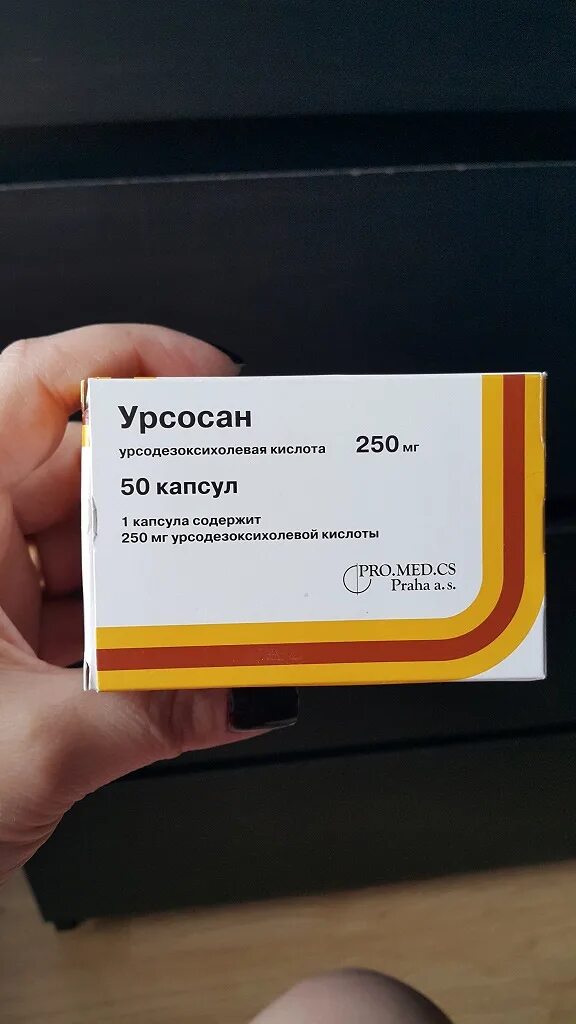 Урсосан
урсодезоксихолевая кислота 250 мг
50 капсул
1 капсула содержит
250 мг урсодезоксихолевой кислоты
PRO.MED.CS
Praha a. s.